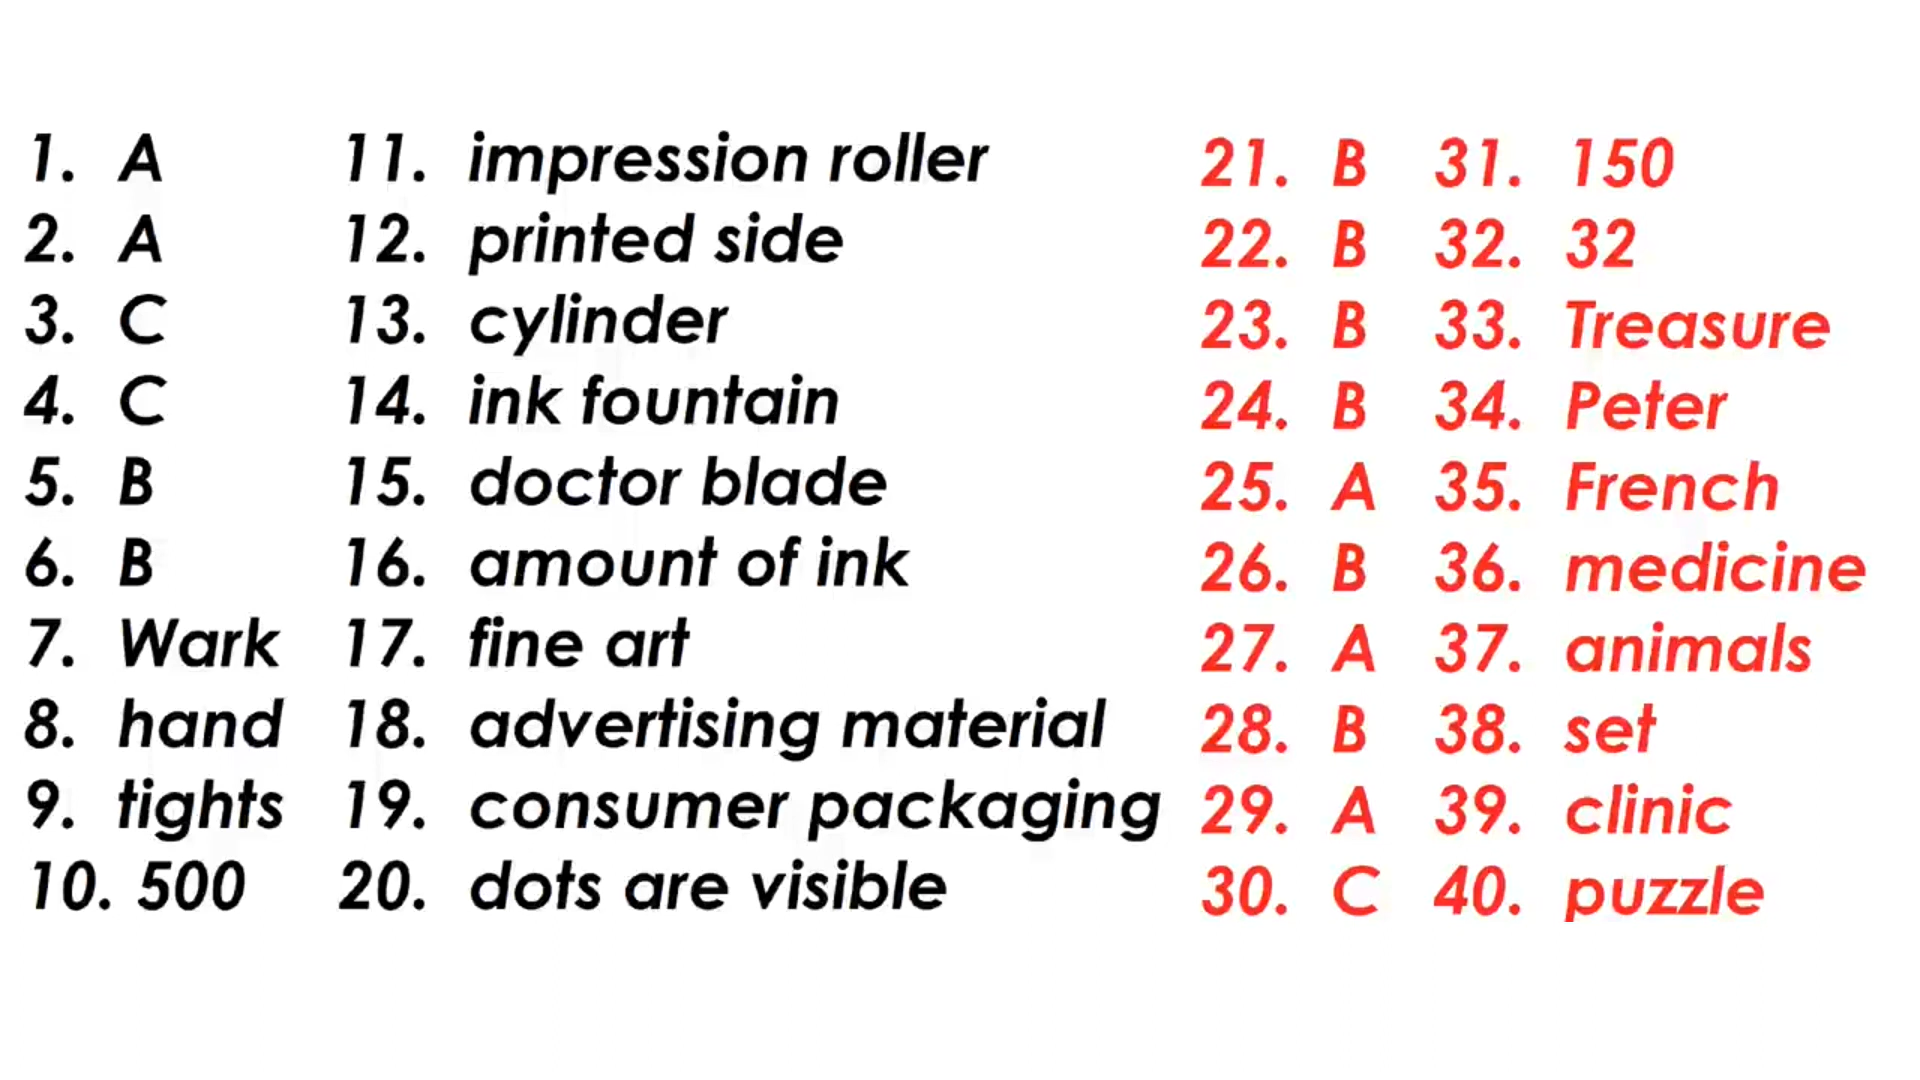 1. A
2. A
3. C
4. C
5. B
6. B
7. Wark
8. hand
9. tights
10. 500
11. impression roller
12. printed side
13. cylinder
14. ink fountain
15. doctor blade
16. amount of ink
17. fine art
18. advertising material
19. consumer packaging
20. dots are visible
21. B
22. B
23. B
24. B
25. A
26. B
27. A
28. B
29. A
30. C
31. 150
32. 32
33. Treasure
34. Peter
35. French
36. medicine
37. animals
38. set
39. clinic
40. puzzle